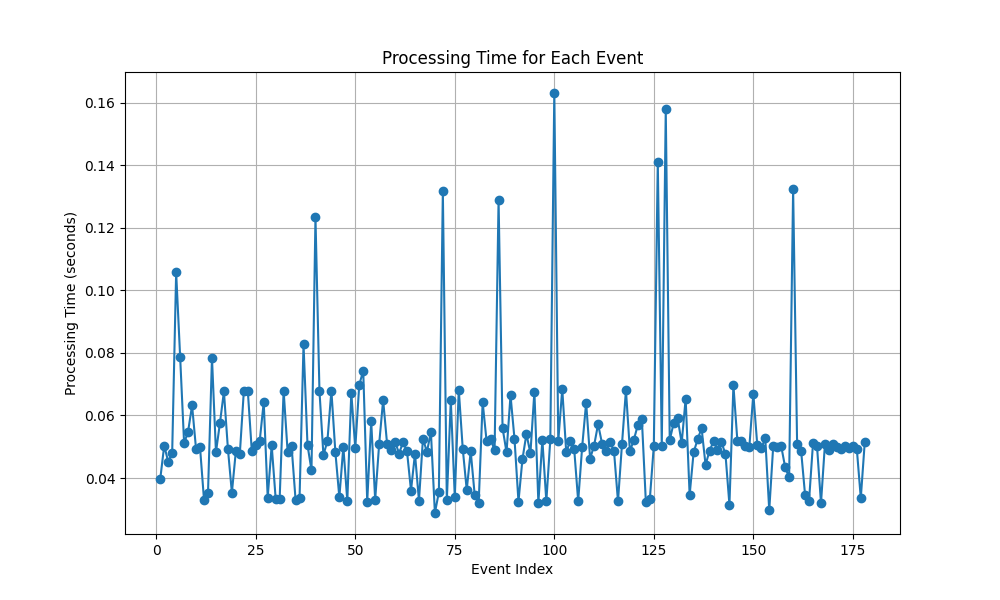 Processing Time for Each Event
Processing Time (seconds)
0.16
0.14
0.12
0.10
0.08
0.06
0.04
0 25 50 75 100 125 150 175
Event Index